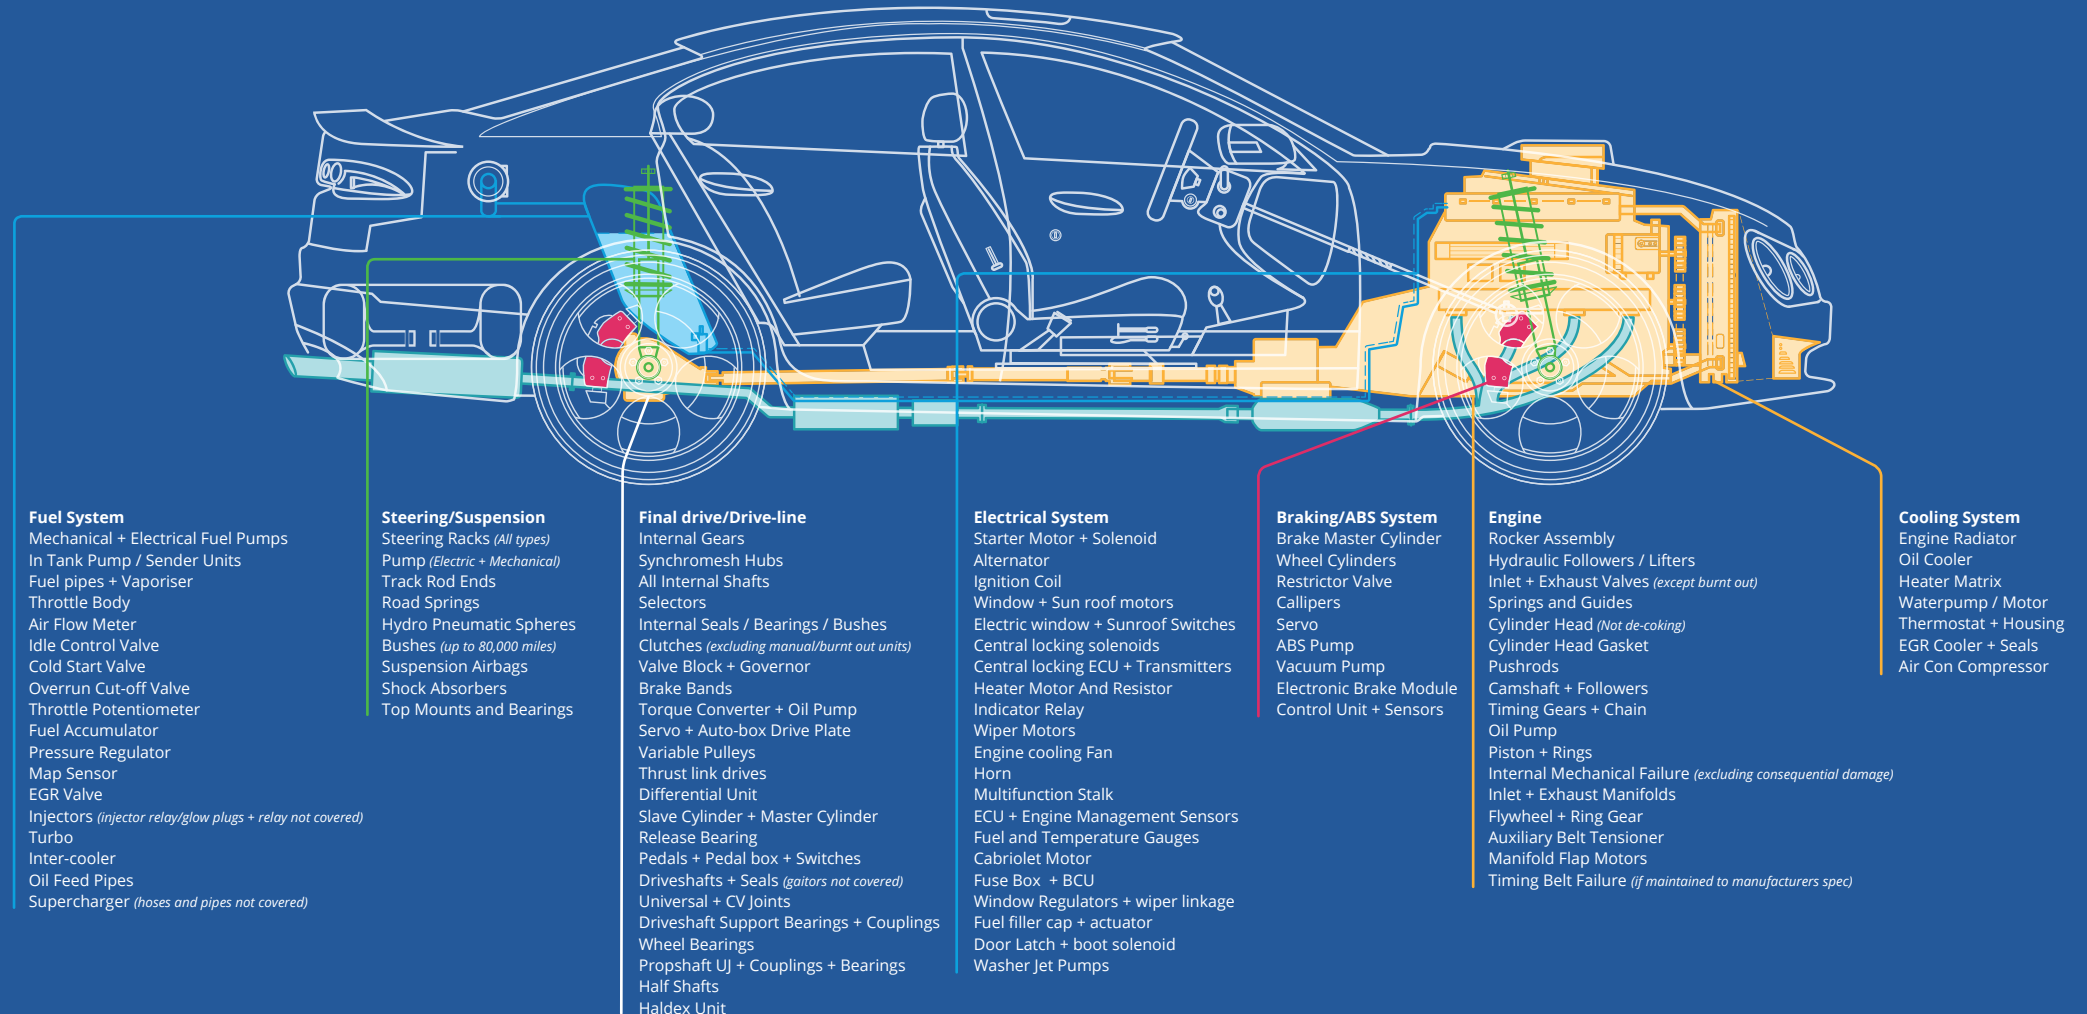 Fuel System
Mechanical + Electrical Fuel Pumps
In Tank Pump / Sender Units
Fuel pipes + Vaporiser
Throttle Body
Air Flow Meter
Idle Control Valve
Cold Start Valve
Overrun Cut-off Valve
Throttle Potentiometer
Fuel Accumulator
Pressure Regulator
Map Sensor
EGR Valve
Injectors (injector relay/glow plugs + relay not covered)
Turbo
Inter-cooler
Oil Feed Pipes
Supercharger (hoses and pipes not covered)
Steering/Suspension
Steering Racks (All types)
Pump (Electric + Mechanical)
Track Rod Ends
Road Springs
Hydro Pneumatic Spheres
Bushes (up to 80,000 miles)
Suspension Airbags
Shock Absorbers
Top Mounts and Bearings
Final drive/Drive-line
Internal Gears
Synchromesh Hubs
All Internal Shafts
Selectors
Internal Seals / Bearings / Bushes
Clutches (excluding manual/burnt out units)
Valve Block + Governor
Brake Bands
Torque Converter + Oil Pump
Servo + Auto-box Drive Plate
Variable Pulleys
Thrust link drives
Differential Unit
Slave Cylinder + Master Cylinder
Release Bearing
Pedals + Pedal box + Switches
Driveshafts + Seals (gaitors not covered)
Universal + CV Joints
Driveshaft Support Bearings + Couplings
Wheel Bearings
Propshaft UJ + Couplings + Bearings
Half Shafts
Haldex Unit
Electrical System
Starter Motor + Solenoid
Alternator
Ignition Coil
Window + Sun roof motors
Electric window + Sunroof Switches
Central locking solenoids
Central locking ECU + Transmitters
Heater Motor And Resistor
Indicator Relay
Wiper Motors
Engine cooling Fan
Horn
Multifunction Stalk
ECU + Engine Management Sensors
Fuel and Temperature Gauges
Cabriolet Motor
Fuse Box + BCU
Window Regulators + wiper linkage
Fuel filler cap + actuator
Door Latch + boot solenoid
Washer Jet Pumps
Braking/ABS System
Brake Master Cylinder
Wheel Cylinders
Restrictor Valve
Callipers
Servo
ABS Pump
Vacuum Pump
Electronic Brake Module
Control Unit + Sensors
Engine
Rocker Assembly
Hydraulic Followers / Lifters
Inlet + Exhaust Valves (except burnt out)
Springs and Guides
Cylinder Head (Not de-coking)
Cylinder Head Gasket
Pushrods
Camshaft + Followers
Timing Gears + Chain
Oil Pump
Piston + Rings
Internal Mechanical Failure (excluding consequential damage)
Inlet + Exhaust Manifolds
Flywheel + Ring Gear
Auxiliary Belt Tensioner
Manifold Flap Motors
Timing Belt Failure (if maintained to manufacturers spec)
Cooling System
Engine Radiator
Oil Cooler
Heater Matrix
Waterpump / Motor
Thermostat + Housing
EGR Cooler + Seals
Air Con Compressor